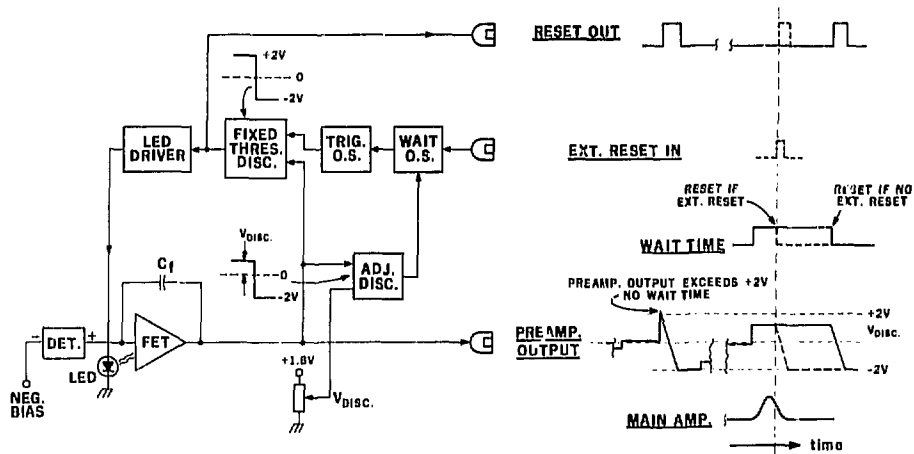 RESET OUT
+2V
0
-2V
LED
DRIVER
FIXED
THRES.
DISC.
TRIG.
O.S.
WAIT
O.S.
EXT. RESET IN
RESET IF
EXT. RESET
RESET IF NO
EXT. RESET
WAIT TIME
VDISC.
0
-2V
ADJ.
DISC.
Cf
PREAMP. OUTPUT EXCEEDS +2V
NO WAIT TIME
+2V
VDISC.
-2V
PREAMP.
OUTPUT
-
DET.
+
FET
LED
NEG.
BIAS
+1.8V
VDISC.
MAIN AMP.
time